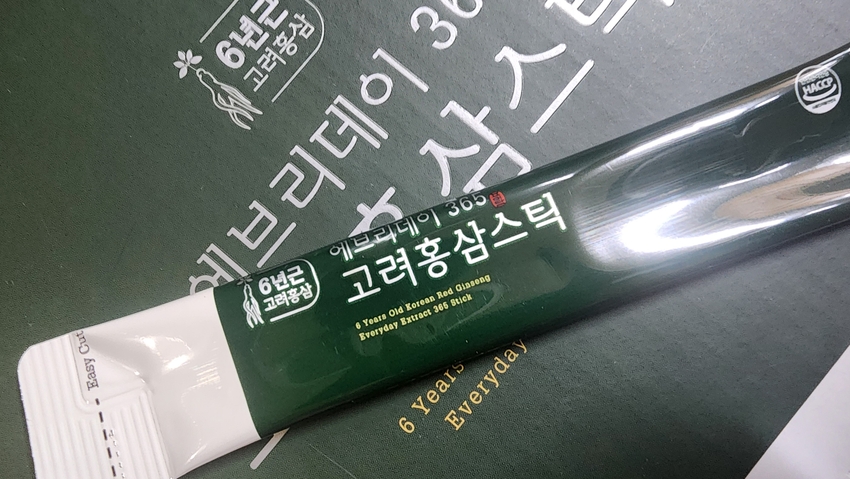 6년근
고려홍삼
에브리데이 36
삼스틱
6 Years
Everyday
에브리데이 365
고려홍삼스틱
6년근
고려홍삼
6 Years Old Korean Red Ginseng
Everyday Extract 365 Stick
HACCP
Easy Cut